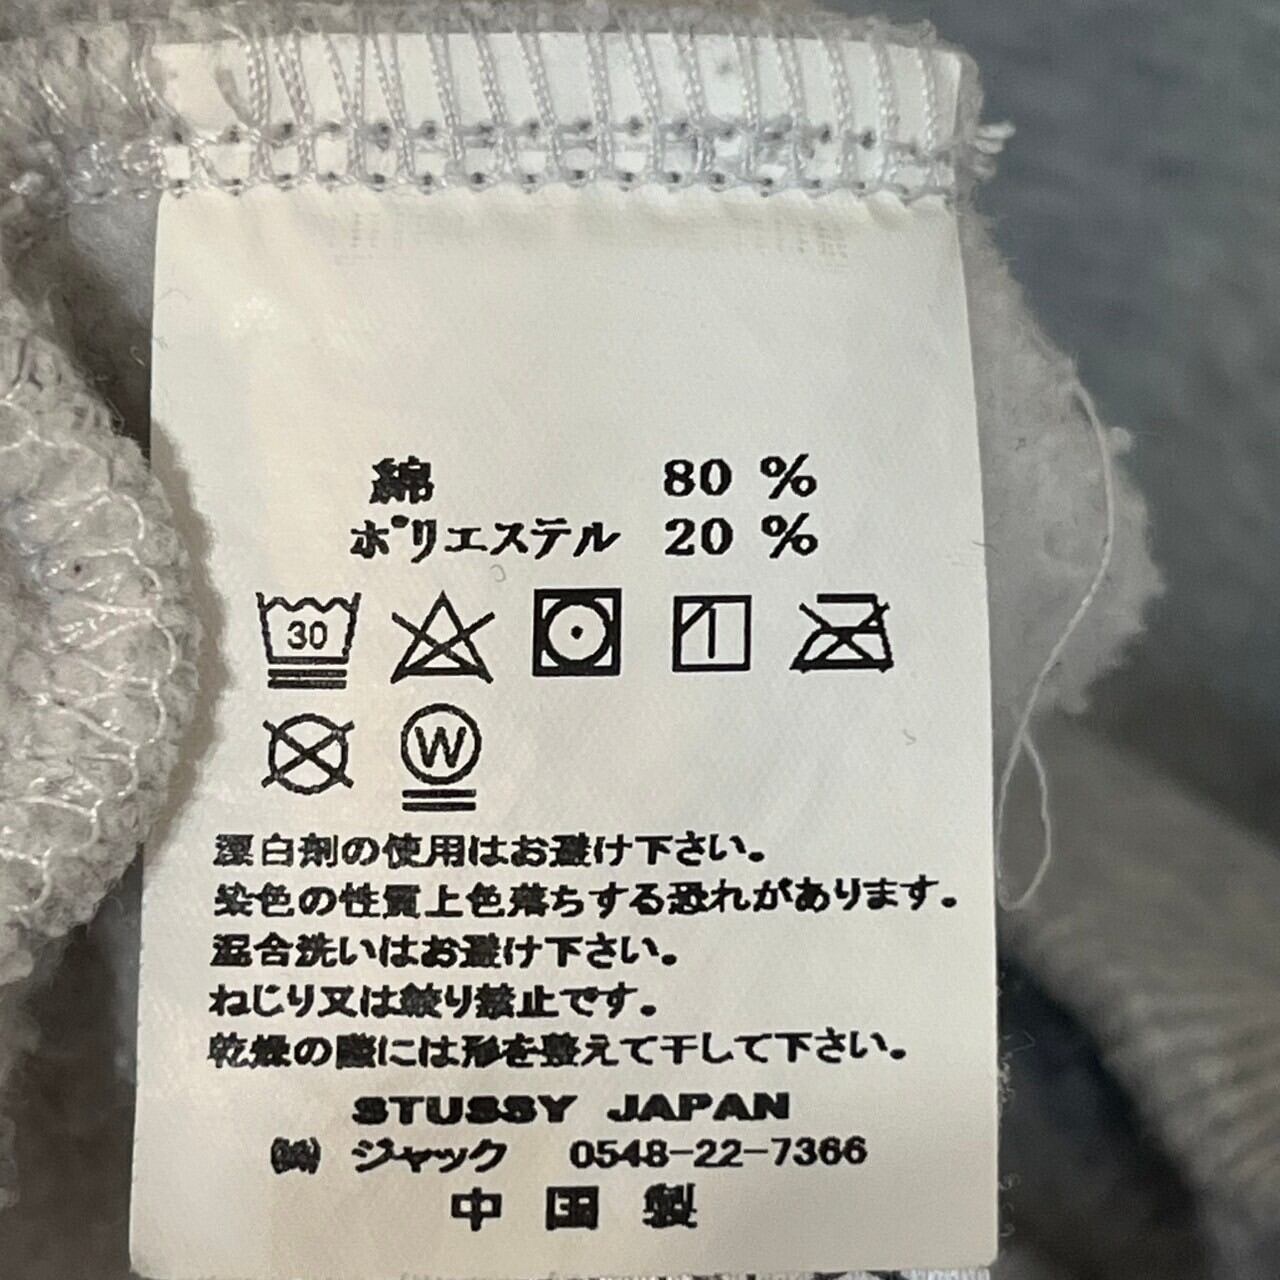 綿 80 %
ポリエステル 20 %
30
W
漂白剤の使用はお避け下さい。
染色の性質上色落ちする恐れがあります。
混合洗いはお避け下さい。
ねじり又は絞り禁止です。
乾燥の際には形を整えて干して下さい。
STUSSY JAPAN
㈱ ジャック 0548-22-7366
中国製